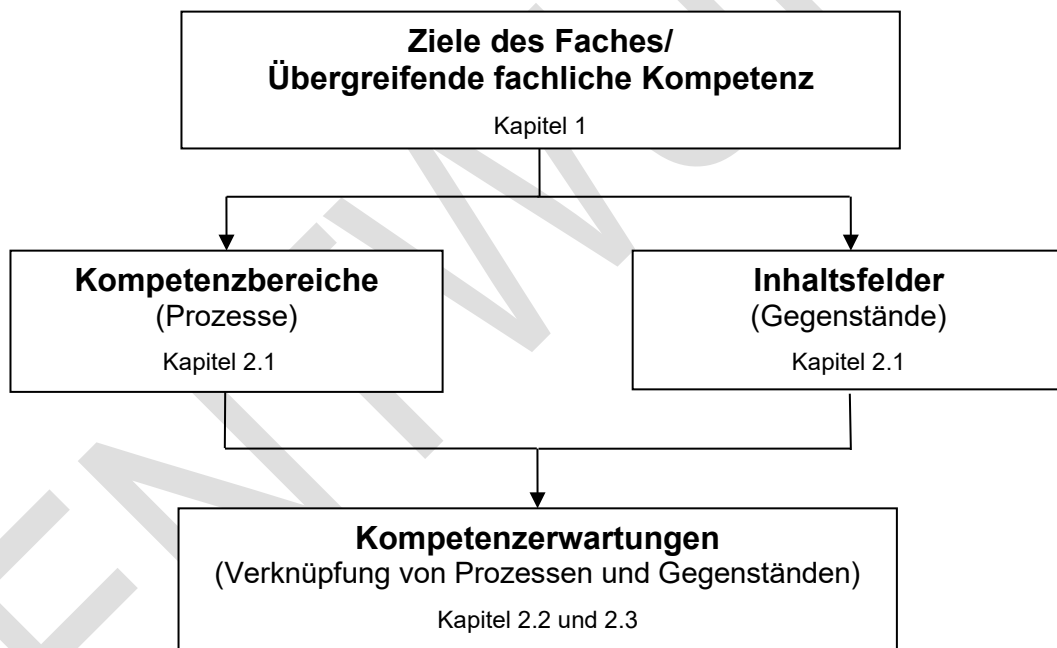 Ziele des Faches/
Übergreifende fachliche Kompetenz
Kapitel 1
Kompetenzbereiche
(Prozesse)
Kapitel 2.1
Inhaltsfelder
(Gegenstände)
Kapitel 2.1
Kompetenzerwartungen
(Verknüpfung von Prozessen und Gegenständen)
Kapitel 2.2 und 2.3